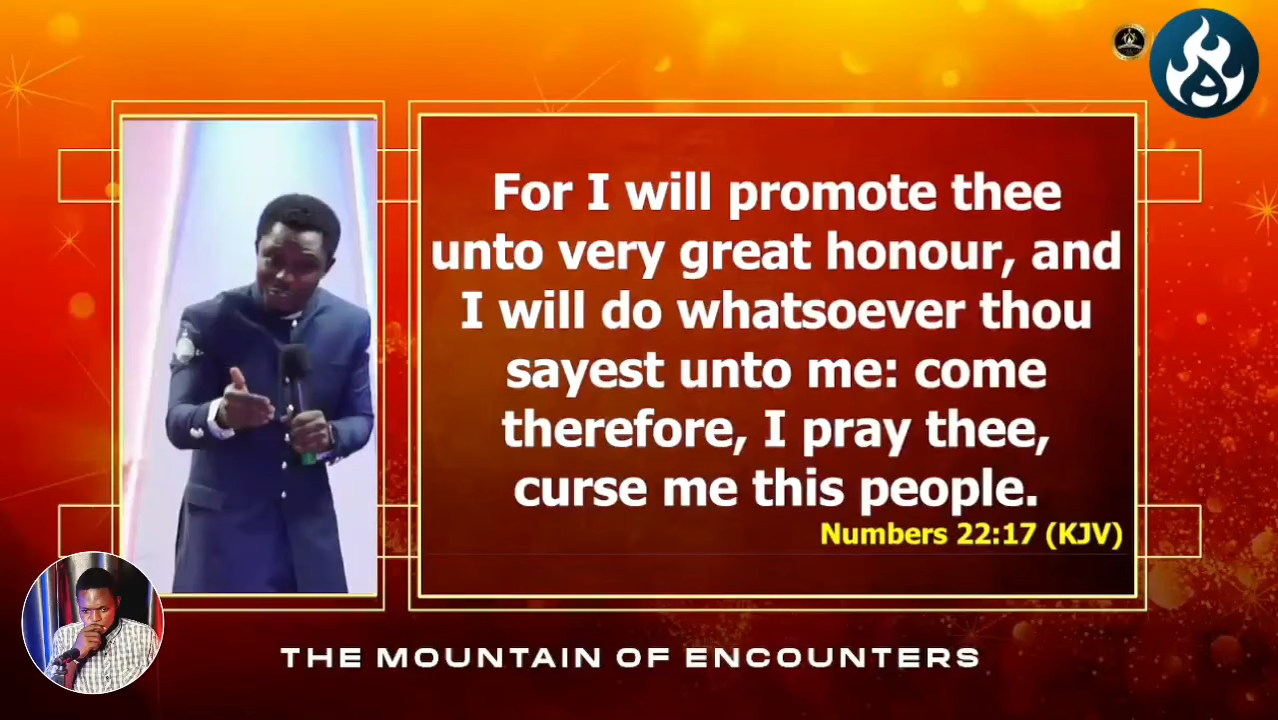 For I will promote thee
unto very great honour, and
I will do whatsoever thou
sayest unto me: come
therefore, I pray thee,
curse me this people.
Numbers 22:17 (KJV)
THE MOUNTAIN OF ENCOUNTERS